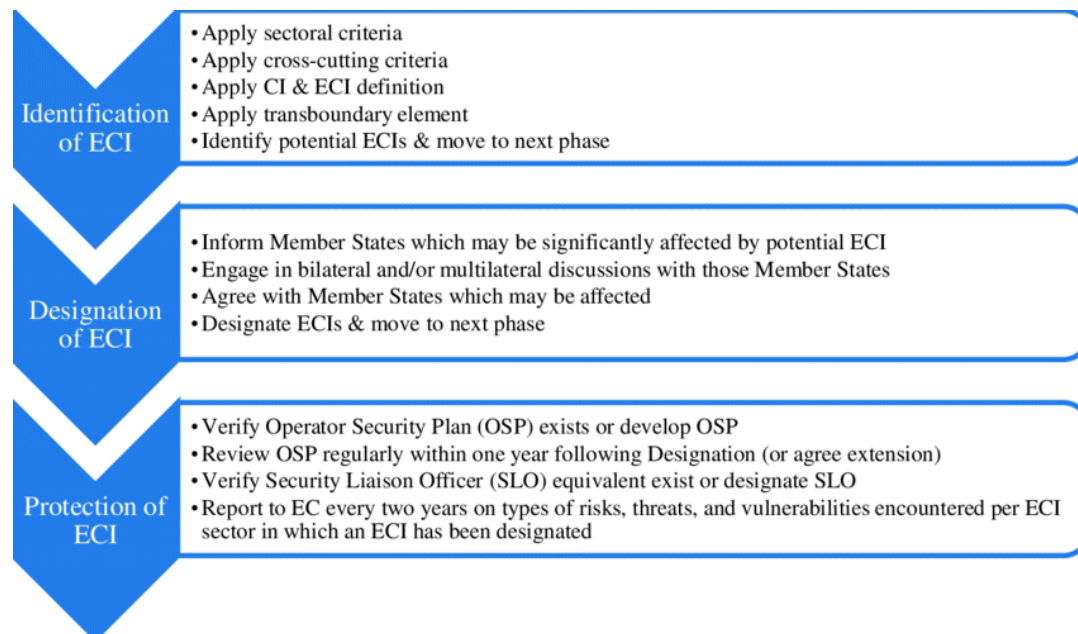 Identification
of ECI
• Apply sectoral criteria
• Apply cross-cutting criteria
• Apply CI & ECI definition
• Apply transboundary element
• Identify potential ECIs & move to next phase
Designation
of ECI
• Inform Member States which may be significantly affected by potential ECI
• Engage in bilateral and/or multilateral discussions with those Member States
• Agree with Member States which may be affected
• Designate ECIs & move to next phase
Protection of
ECI
• Verify Operator Security Plan (OSP) exists or develop OSP
• Review OSP regularly within one year following Designation (or agree extension)
• Verify Security Liaison Officer (SLO) equivalent exist or designate SLO
• Report to EC every two years on types of risks, threats, and vulnerabilities encountered per ECI
sector in which an ECI has been designated